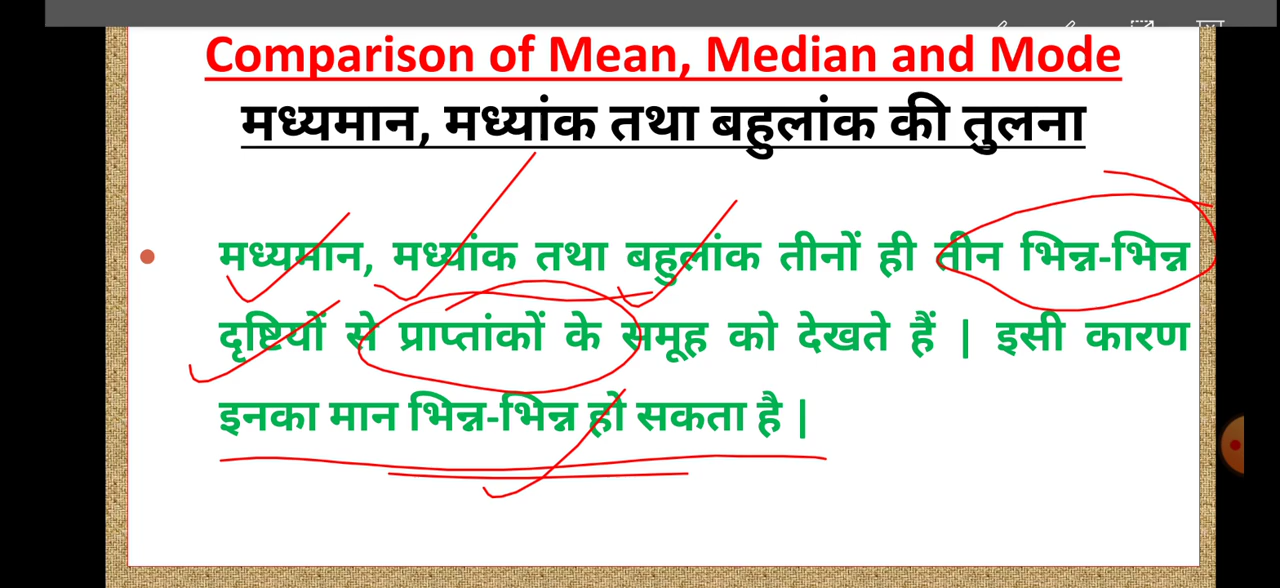 Comparison of Mean, Median and Mode
मध्यमान, मध्यांक तथा बहुलांक की तुलना
मध्यमान, मध्यांक तथा बहुलांक तीनों ही तीन भिन्न-भिन्न
दृष्टियों से प्राप्तांकों के समूह को देखते हैं |  इसी कारण
इनका मान भिन्न-भिन्न हो सकता है |